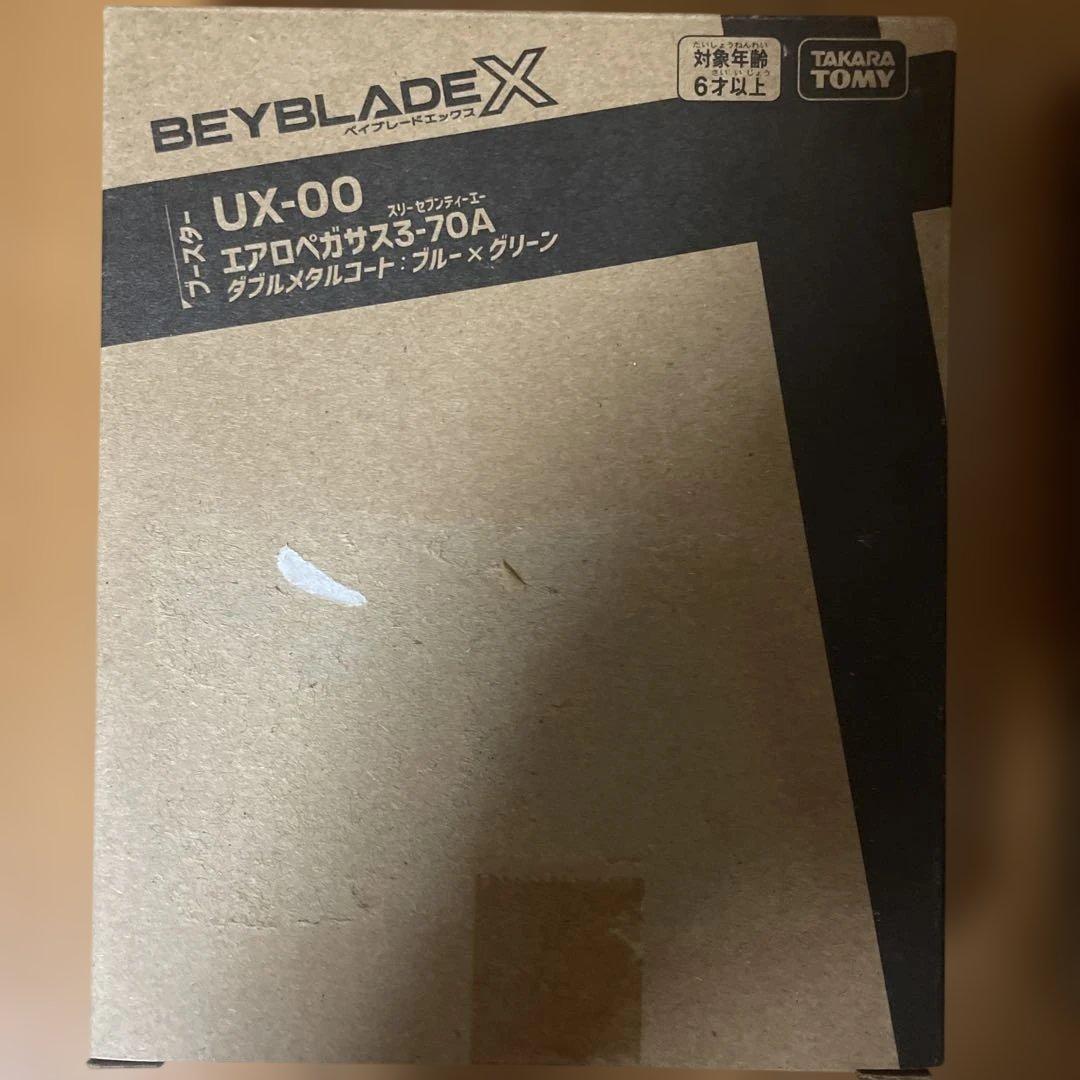 BEYBLADE X
ベイブレードエックス
たいしょうねんれい
対象年齢
さい いじょう
6才以上
TAKARA
TOMY
ブースター
UX-00
スリーセブンティーエー
エアロペガサス3-70A
ダブルメタルコート:ブルー×グリーン